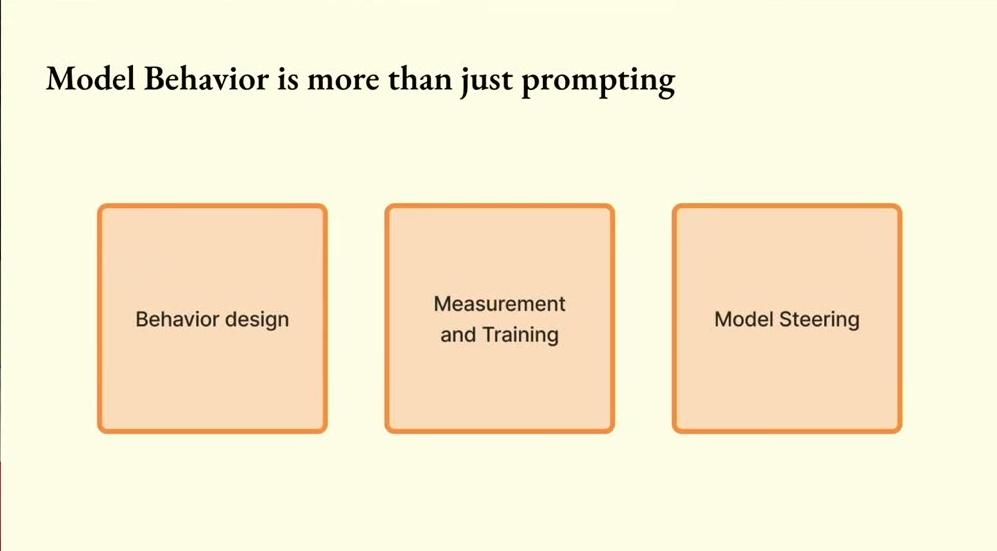 Model Behavior is more than just prompting
Behavior design
Measurement
and Training
Model Steering